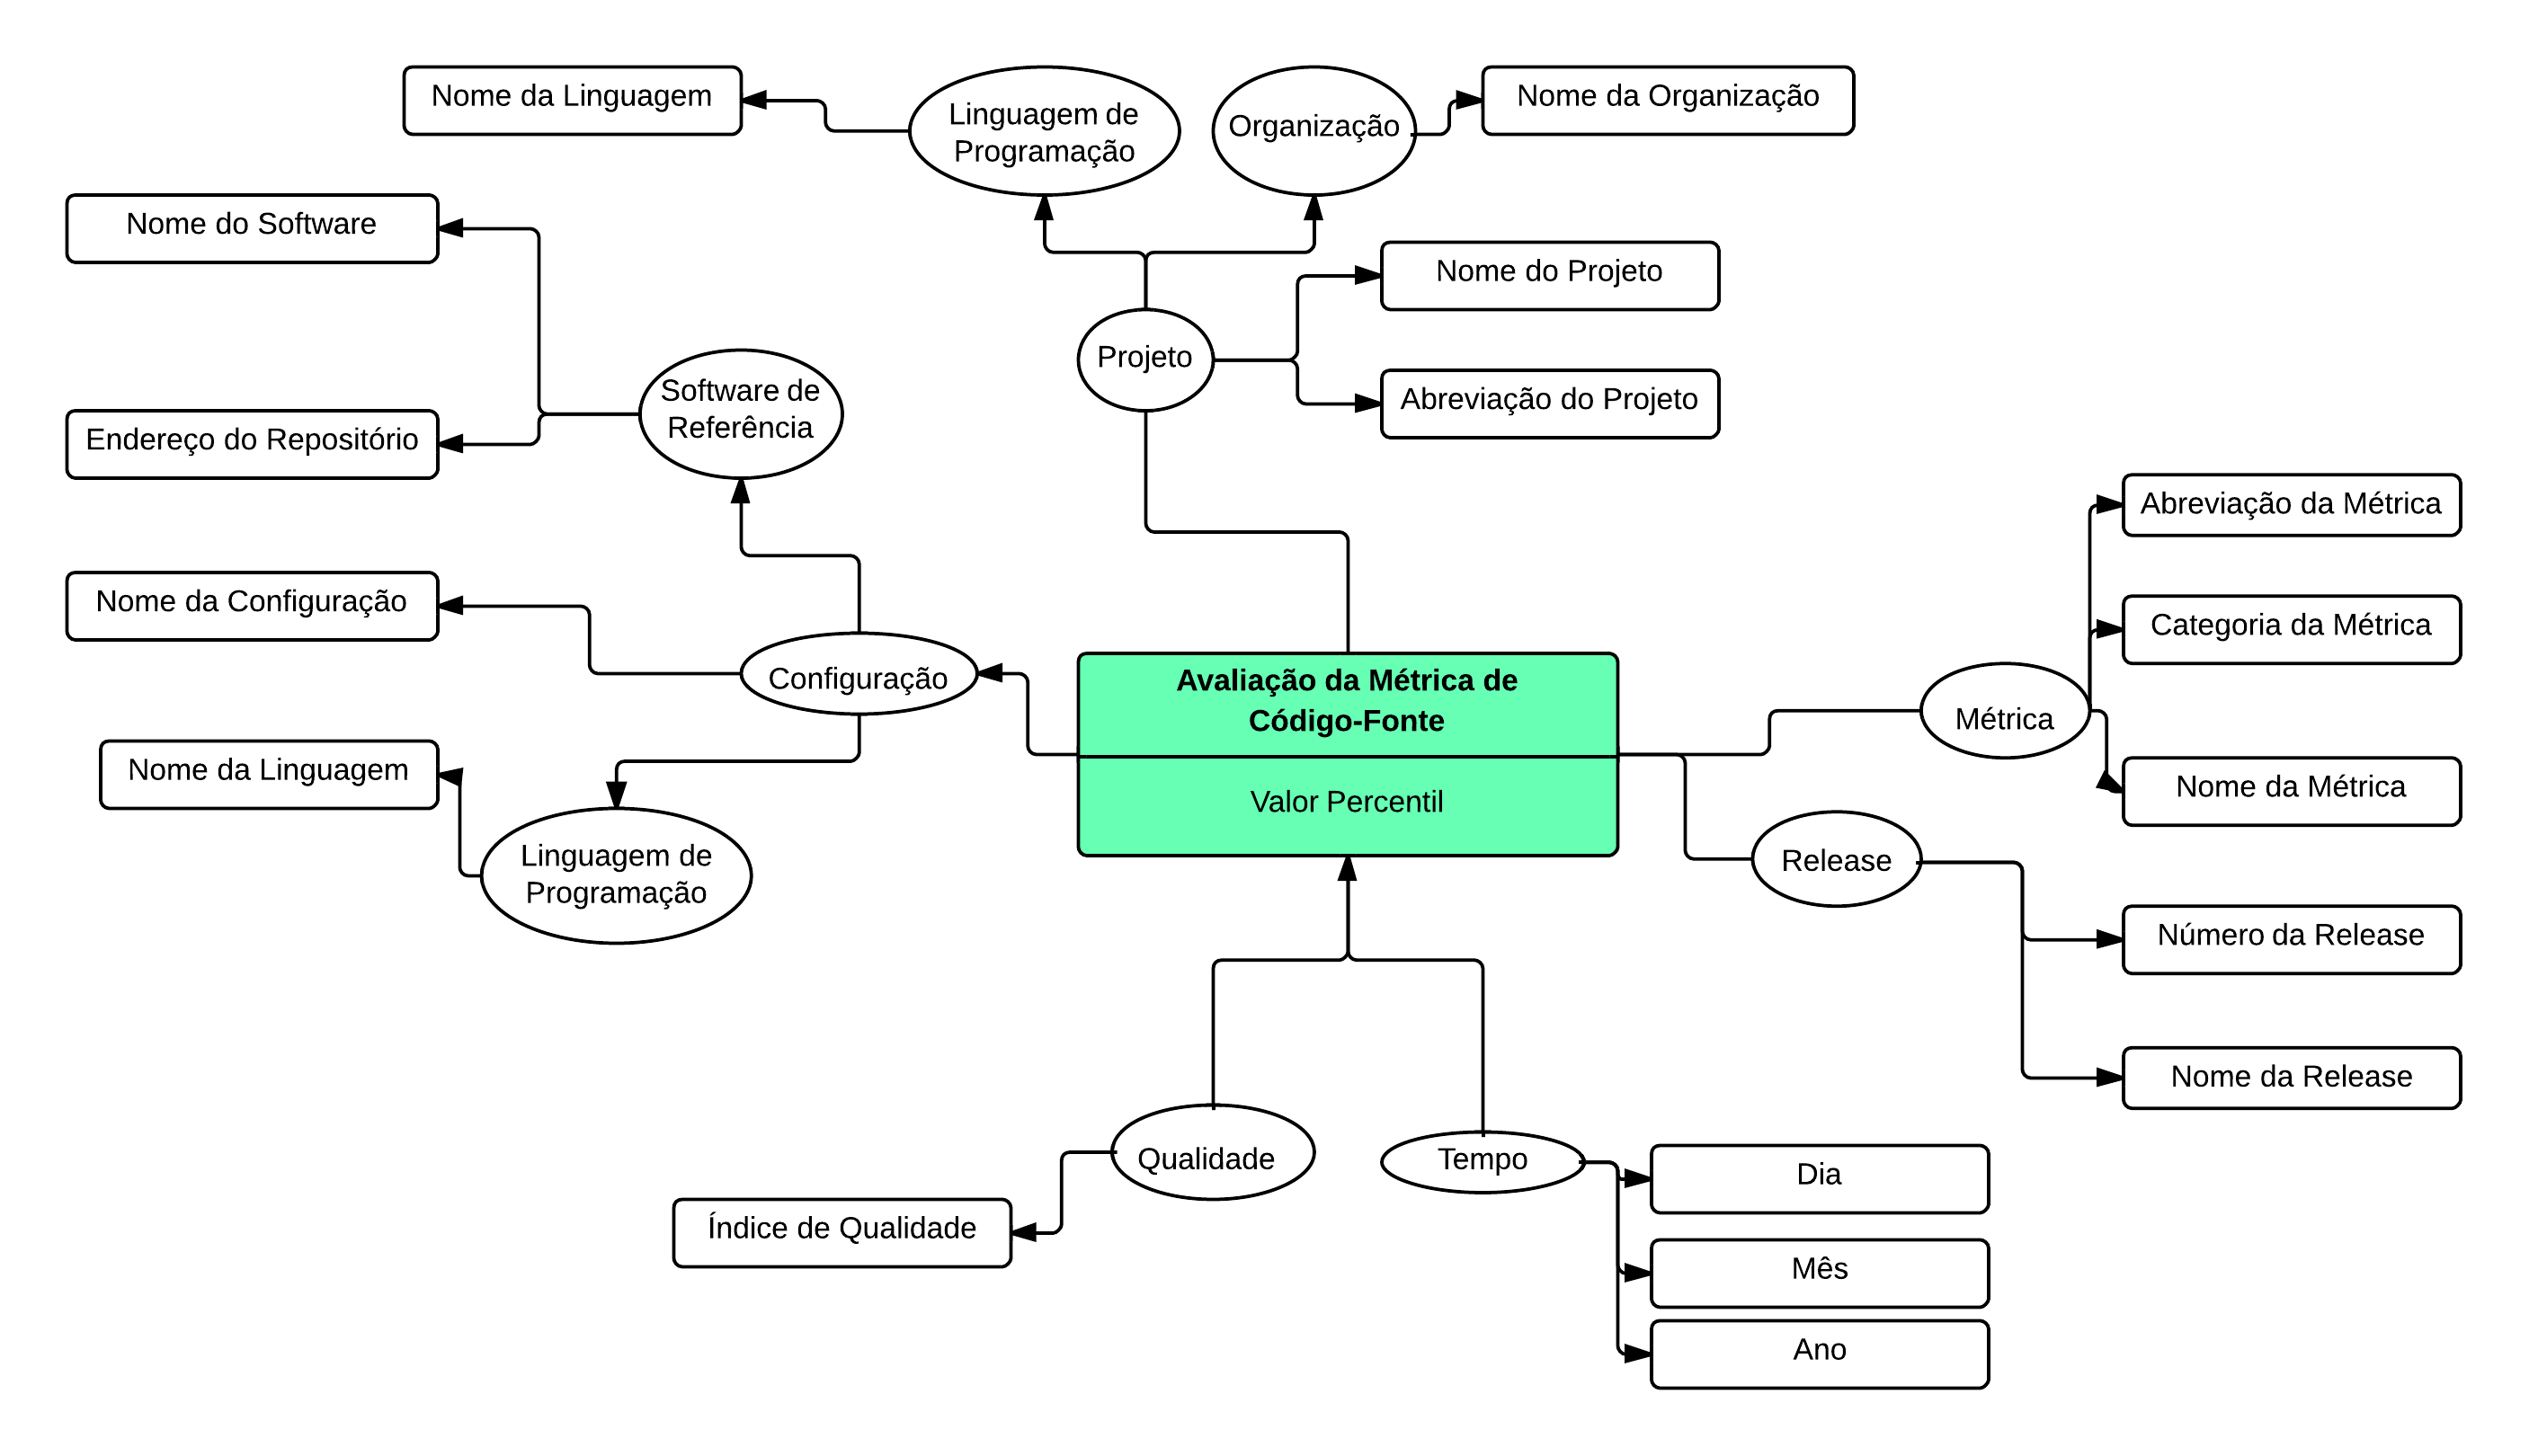 Nome da Linguagem
Linguagem de
Programação
Organização
Nome da Organização
Nome do Software
Nome do Projeto
Projeto
Abreviação do Projeto
Software de
Referência
Endereço do Repositório
Abreviação da Métrica
Nome da Configuração
Categoria da Métrica
Configuração
Avaliação da Métrica de
Código-Fonte
Métrica
Nome da Linguagem
Valor Percentil
Nome da Métrica
Linguagem de
Programação
Release
Número da Release
Nome da Release
Qualidade
Tempo
Dia
Índice de Qualidade
Mês
Ano